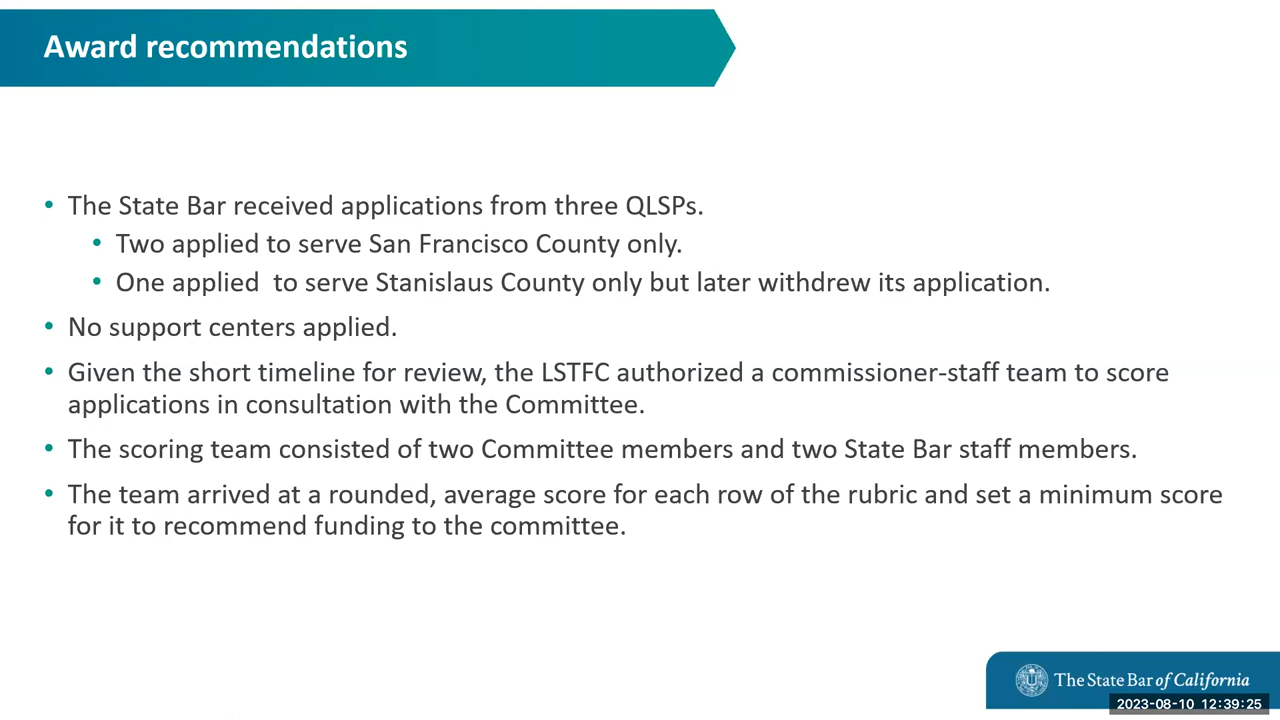 Award recommendations
• The State Bar received applications from three QLSPs.
• Two applied to serve San Francisco County only.
• One applied  to serve Stanislaus County only but later withdrew its application.
• No support centers applied.
• Given the short timeline for review, the LSTFC authorized a commissioner-staff team to score
applications in consultation with the Committee.
• The scoring team consisted of two Committee members and two State Bar staff members.
• The team arrived at a rounded, average score for each row of the rubric and set a minimum score
for it to recommend funding to the committee.
The State Bar of California
2023-08-10 12:39:25